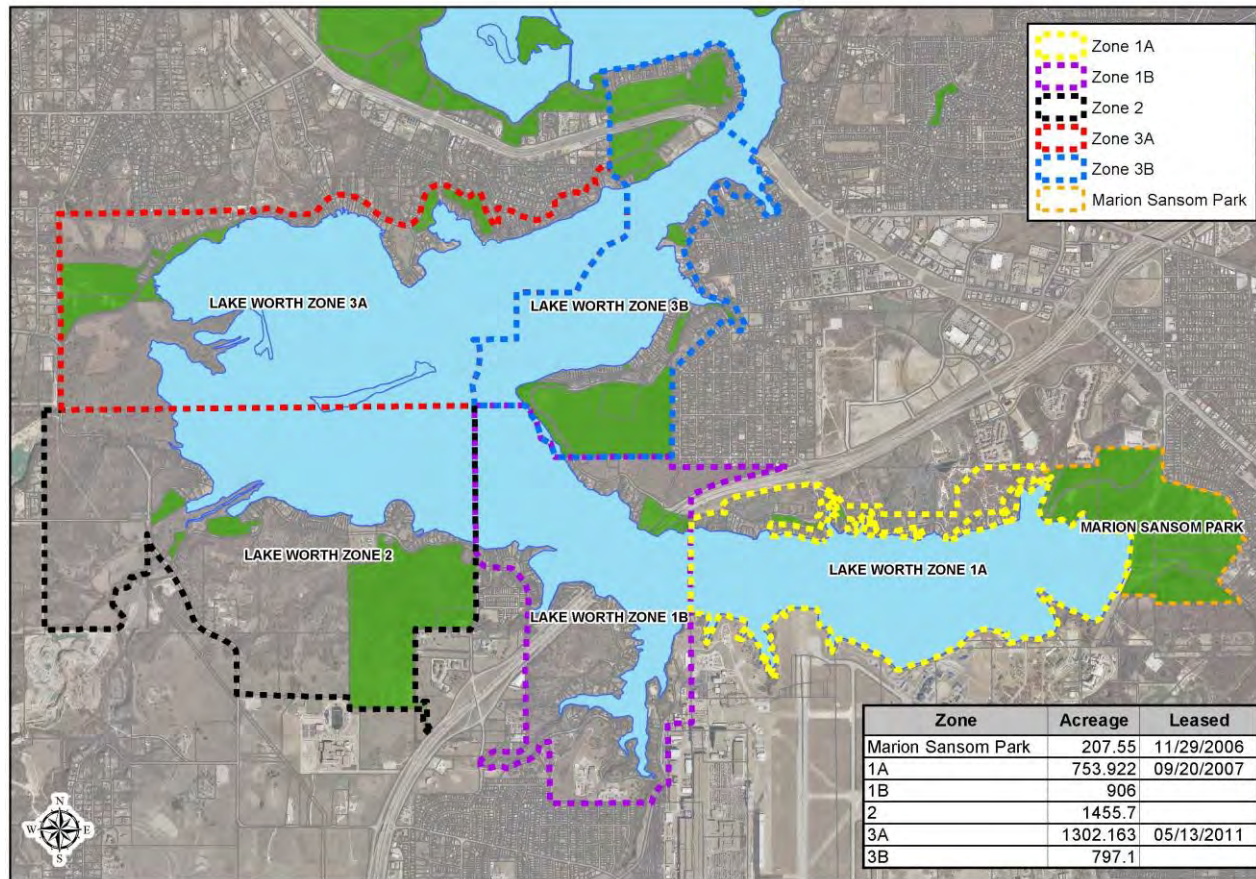 Zone 1A
Zone 1B
Zone 2
Zone 3A
Zone 3B
Marion Sansom Park
LAKE WORTH ZONE 3A
LAKE WORTH ZONE 3B
MARION SANSOM PARK
LAKE WORTH ZONE 2
LAKE WORTH ZONE 1A
LAKE WORTH ZONE 1B
Zone Acreage Leased
Marion Sansom Park 207.55 11/29/2006
1A 753.922 09/20/2007
1B 906
2 1455.7
3A 1302.163 05/13/2011
3B 797.1
N
W E
S